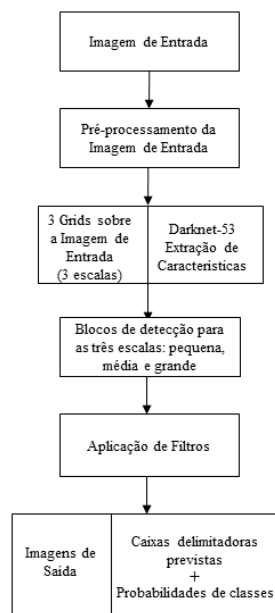 Imagem de Entrada
Pré-processamento da
Imagem de Entrada
3 Grids sobre
a Imagem de
Entrada
(3 escalas)
Darknet-53
Extração de
Características
Blocos de detecção para
as três escalas: pequena,
média e grande
Aplicação de Filtros
Imagens de
Saída
Caixas delimitadoras
previstas
+
Probabilidades de classes